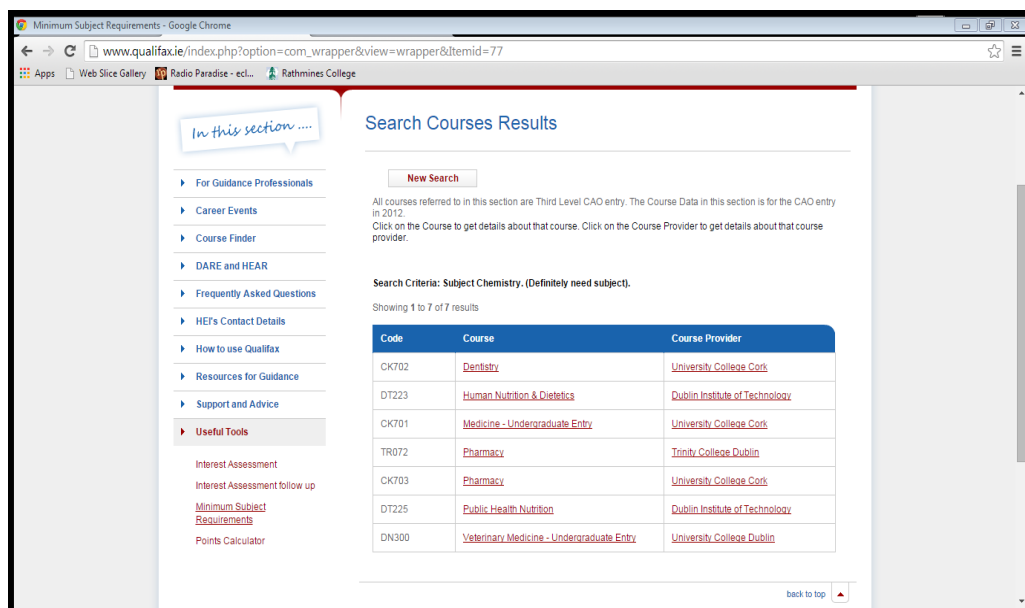 Minimum Subject Requirements - Google Chrome
www.qualifax.ie/index.php?option=com_wrapper&view=wrapper&Itemid=77
Apps Web Slice Gallery Radio Paradise - ecl... Rathmines College
In this section ....
For Guidance Professionals
Career Events
Course Finder
DARE and HEAR
Frequently Asked Questions
HEI's Contact Details
How to use Qualifax
Resources for Guidance
Support and Advice
Useful Tools
Interest Assessment
Interest Assessment follow up
Minimum Subject
Requirements
Points Calculator
Search Courses Results
New Search
All courses referred to in this section are Third Level CAO entry. The Course Data in this section is for the CAO entry
in 2012.
Click on the Course to get details about that course. Click on the Course Provider to get details about that course
provider.
Search Criteria: Subject Chemistry. (Definitely need subject).
Showing 1 to 7 of 7 results
Code Course Course Provider
CK702 Dentistry University College Cork
DT223 Human Nutrition & Dietetics Dublin Institute of Technology
CK701 Medicine - Undergraduate Entry University College Cork
TR072 Pharmacy Trinity College Dublin
CK703 Pharmacy University College Cork
DT225 Public Health Nutrition Dublin Institute of Technology
DN300 Veterinary Medicine - Undergraduate Entry University College Dublin
back to top